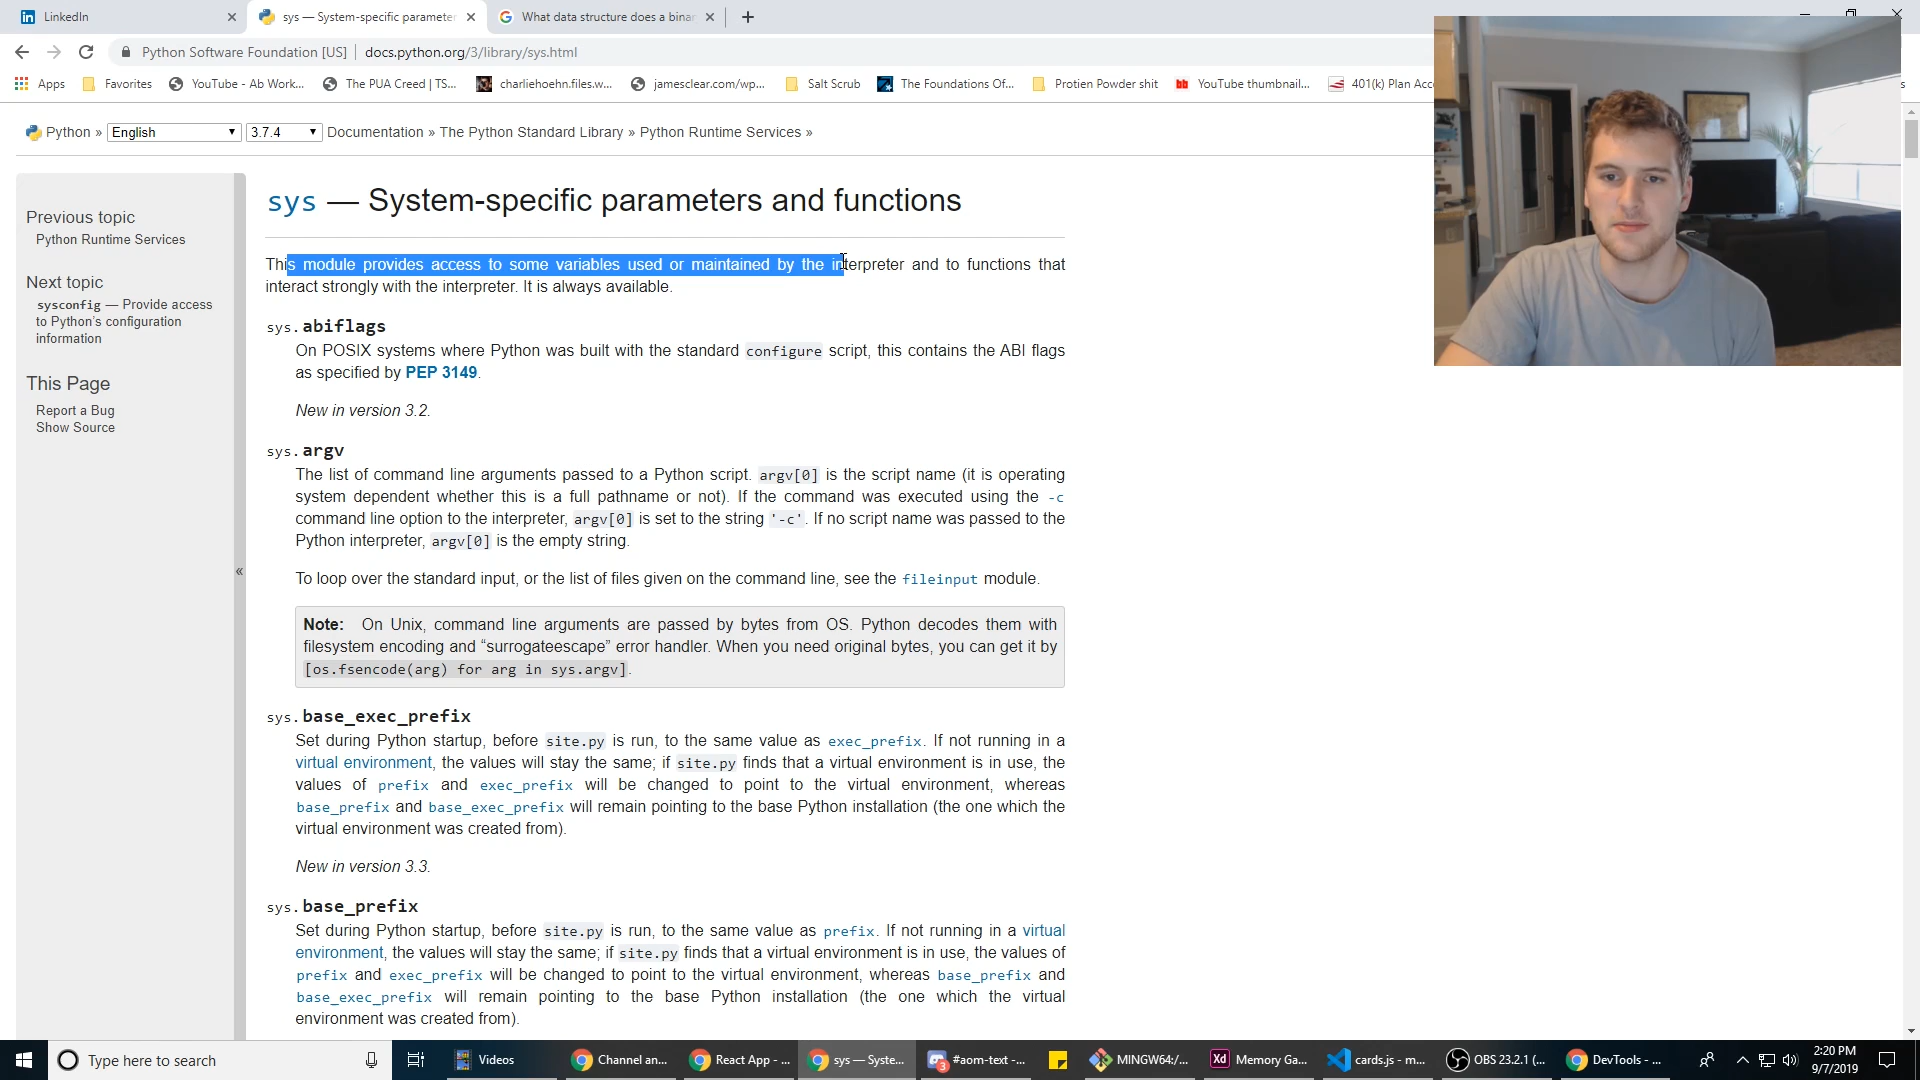 LinkedIn
sys — System-specific parameter
What data structure does a bina
Python Software Foundation [US] | docs.python.org/3/library/sys.html
Apps Favorites YouTube - Ab Work... The PUA Creed | TS... charliehoehn.files.w... jamesclear.com/wp... Salt Scrub The Foundations Of... Protien Powder shit YouTube thumbnail... 401(k) Plan Acc
Python » English 3.7.4 Documentation » The Python Standard Library » Python Runtime Services »
Previous topic
Python Runtime Services
Next topic
sysconfig — Provide access
to Python's configuration
information
This Page
Report a Bug
Show Source
«
sys — System-specific parameters and functions
This module provides access to some variables used or maintained by the interpreter and to functions that
interact strongly with the interpreter. It is always available.
sys.abiflags
On POSIX systems where Python was built with the standard configure script, this contains the ABI flags
as specified by PEP 3149.
New in version 3.2.
sys.argv
The list of command line arguments passed to a Python script. argv[0] is the script name (it is operating
system dependent whether this is a full pathname or not). If the command was executed using the -c
command line option to the interpreter, argv[0] is set to the string '-c'. If no script name was passed to the
Python interpreter, argv[0] is the empty string.
To loop over the standard input, or the list of files given on the command line, see the fileinput module.
Note: On Unix, command line arguments are passed by bytes from OS. Python decodes them with
filesystem encoding and “surrogateescape” error handler. When you need original bytes, you can get it by
[os.fsencode(arg) for arg in sys.argv].
sys.base_exec_prefix
Set during Python startup, before site.py is run, to the same value as exec_prefix. If not running in a
virtual environment, the values will stay the same; if site.py finds that a virtual environment is in use, the
values of prefix and exec_prefix will be changed to point to the virtual environment, whereas
base_prefix and base_exec_prefix will remain pointing to the base Python installation (the one which the
virtual environment was created from).
New in version 3.3.
sys.base_prefix
Set during Python startup, before site.py is run, to the same value as prefix. If not running in a virtual
environment, the values will stay the same; if site.py finds that a virtual environment is in use, the values of
prefix and exec_prefix will be changed to point to the virtual environment, whereas base_prefix and
base_exec_prefix will remain pointing to the base Python installation (the one which the virtual
environment was created from).
Type here to search
Videos
Channel an...
React App - ...
sys — Syste...
#aom-text -...
3
MINGW64:/...
Xd
Memory Ga...
cards.js - m...
OBS 23.2.1 (...
DevTools - ...
2:20 PM
9/7/2019